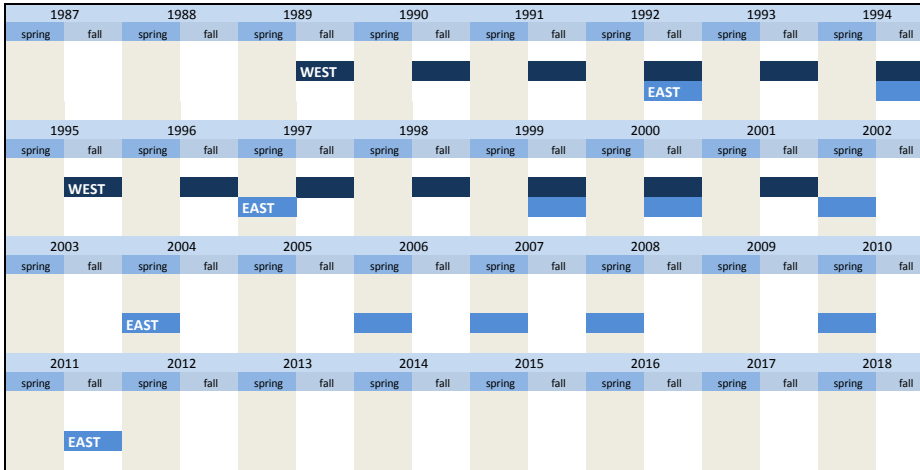 1987 1988 1989 1990 1991 1992 1993 1994
spring fall spring fall spring fall spring fall spring fall spring fall spring fall spring fall
WEST
EAST
1995 1996 1997 1998 1999 2000 2001 2002
spring fall spring fall spring fall spring fall spring fall spring fall spring fall spring fall
WEST
EAST
2003 2004 2005 2006 2007 2008 2009 2010
spring fall spring fall spring fall spring fall spring fall spring fall spring fall spring fall
EAST
2011 2012 2013 2014 2015 2016 2017 2018
spring fall spring fall spring fall spring fall spring fall spring fall spring fall spring fall
EAST